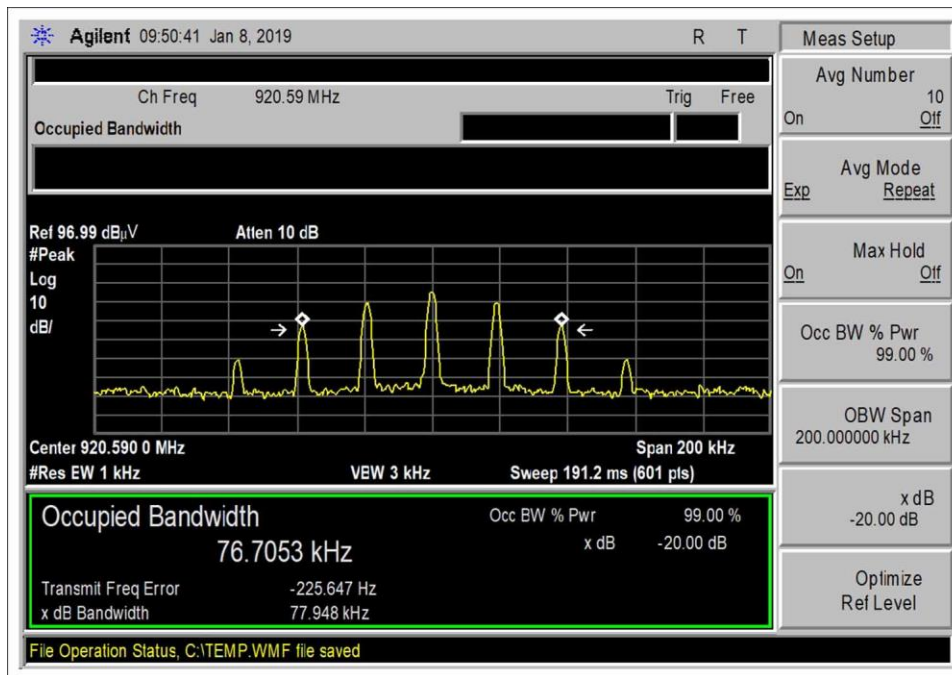 Agilent 09:50:41 Jan 8, 2019 R T
Ch Freq 920.59 MHz Trig Free
Occupied Bandwidth
Ref 96.99 dBµV Atten 10 dB
#Peak
Log
10
dB/
Center 920.590 0 MHz Span 200 kHz
#Res EW 1 kHz VEW 3 kHz Sweep 191.2 ms (601 pts)
Occupied Bandwidth Occ BW % Pwr 99.00 %
76.7053 kHz x dB -20.00 dB
Transmit Freq Error -225.647 Hz
x dB Bandwidth 77.948 kHz
File Operation Status, C:\TEMP.WMF file saved
Meas Setup
Avg Number
10
On Off
Avg Mode
Exp Repeat
Max Hold
On Off
Occ BW % Pwr
99.00 %
OBW Span
200.000000 kHz
x dB
-20.00 dB
Optimize
Ref Level